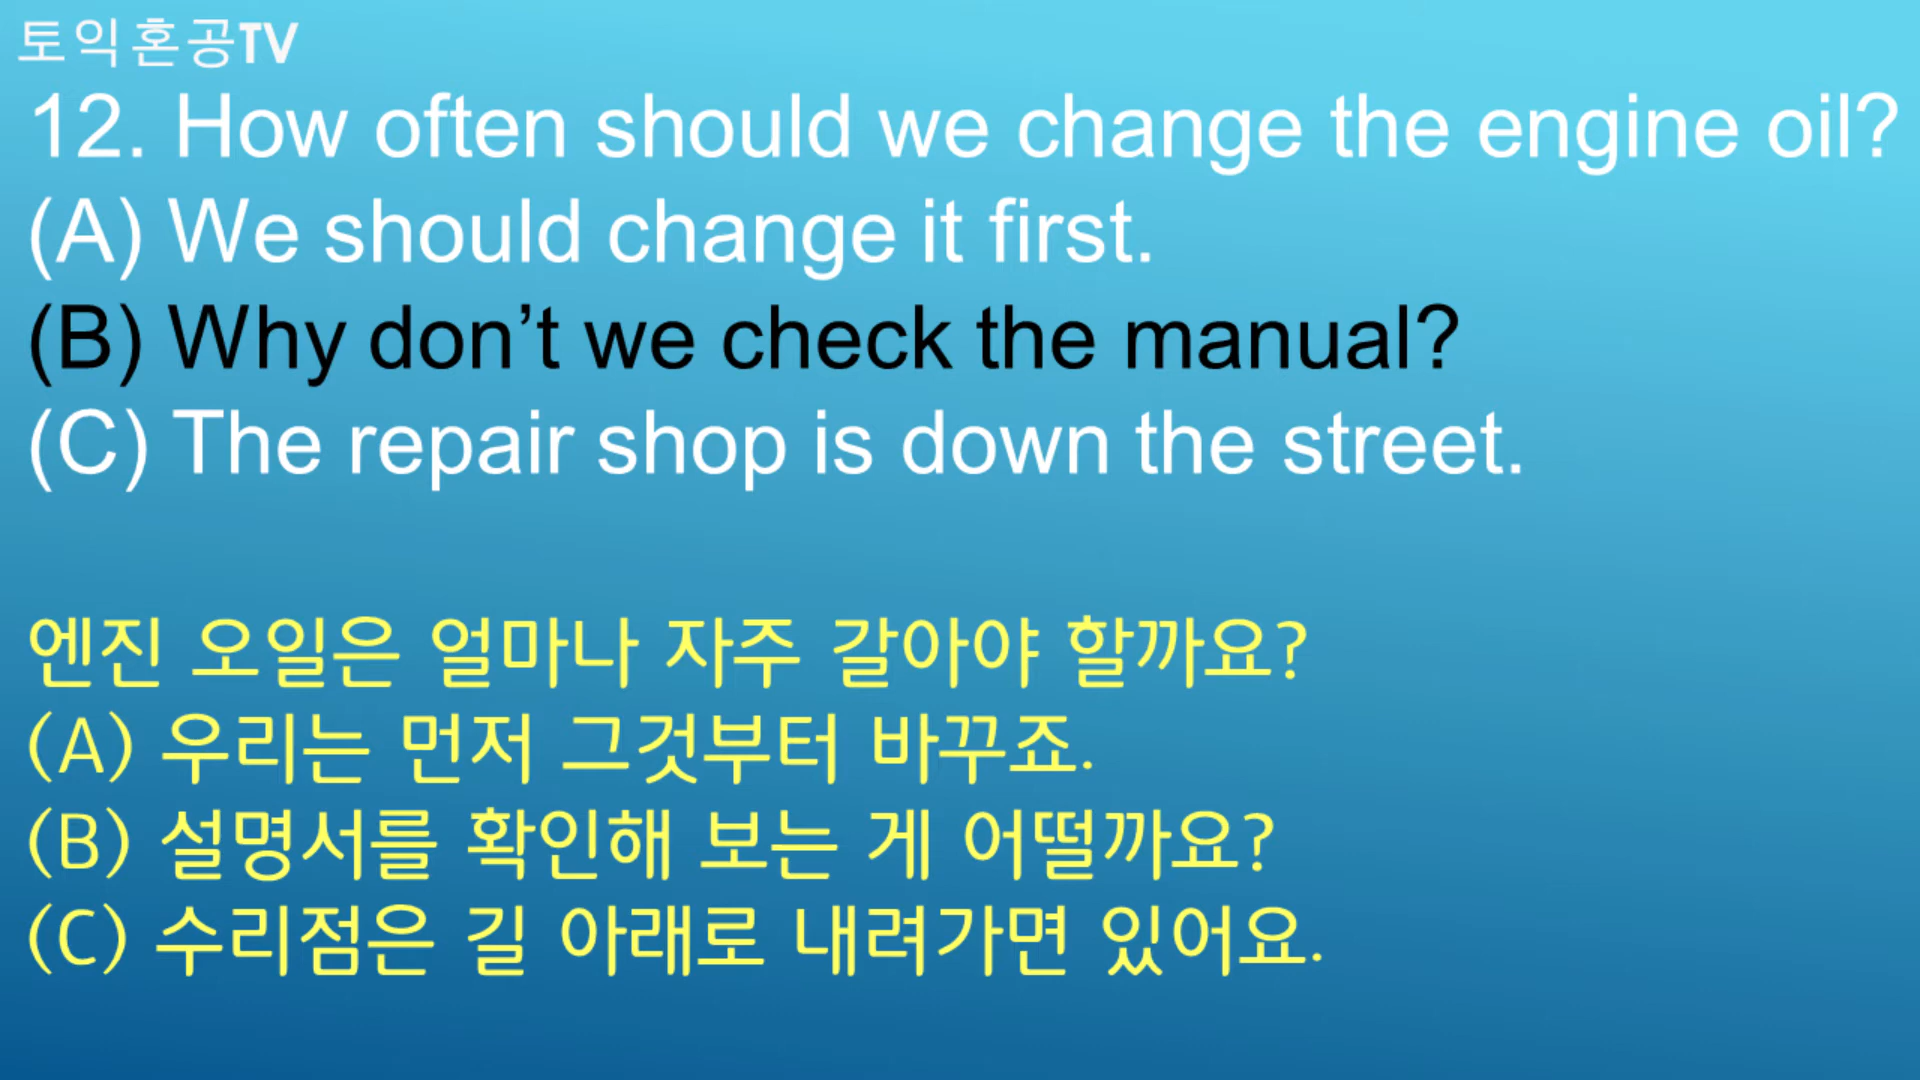 토익혼공TV
12. How often should we change the engine oil?
(A) We should change it first.
(B) Why don’t we check the manual?
(C) The repair shop is down the street.
엔진 오일은 얼마나 자주 갈아야 할까요?
(A) 우리는 먼저 그것부터 바꾸죠.
(B) 설명서를 확인해 보는 게 어떨까요?
(C) 수리점은 길 아래로 내려가면 있어요.